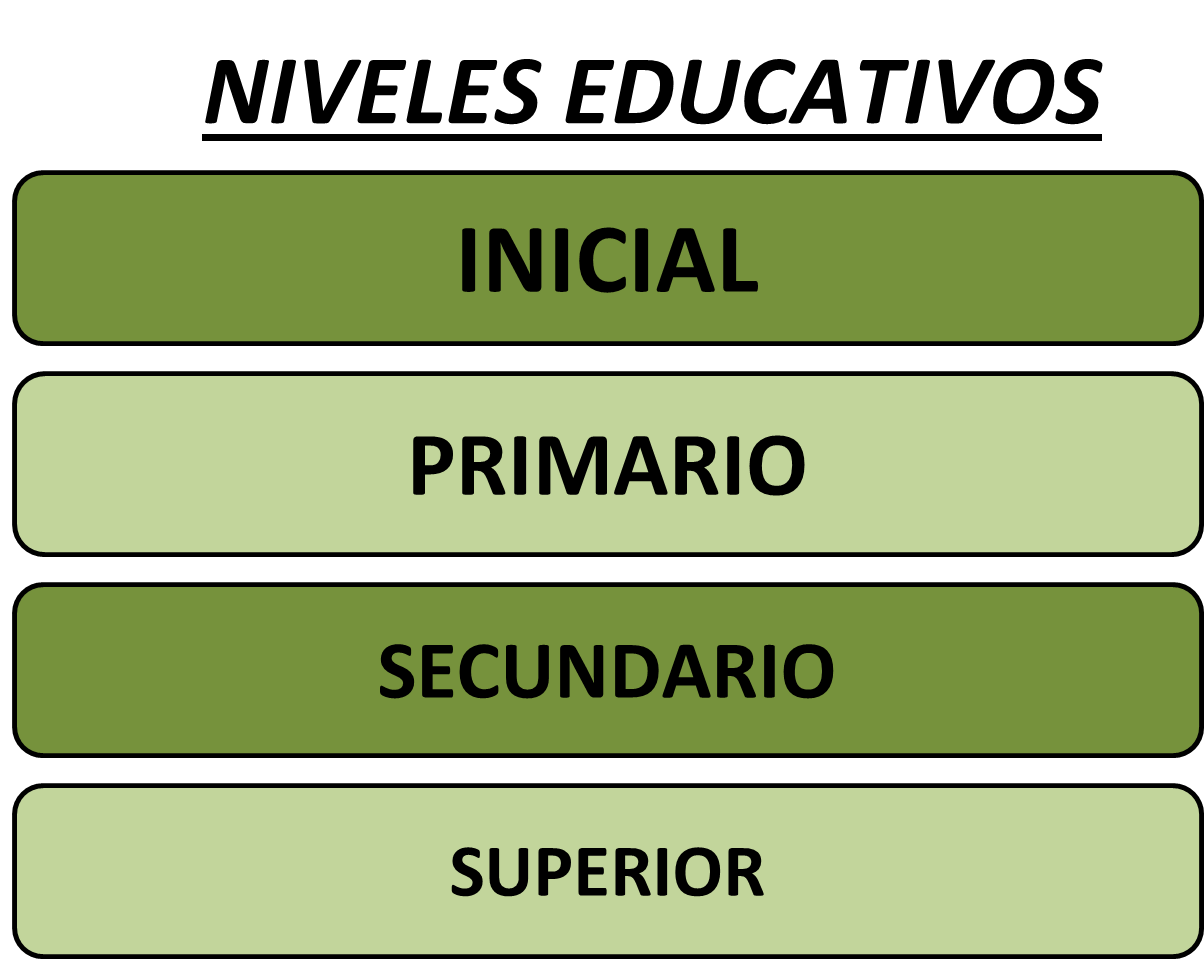 NIVELES EDUCATIVOS
INICIAL
PRIMARIO
SECUNDARIO
SUPERIOR